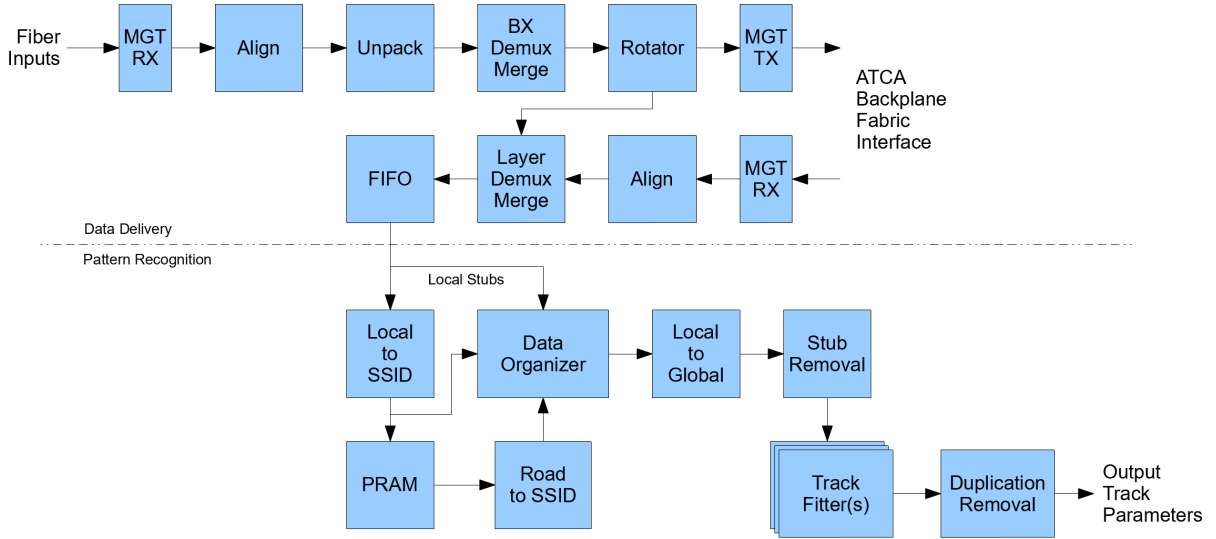 Fiber
Inputs
MGT
RX
Align
Unpack
BX
Demux
Merge
Rotator
MGT
TX
ATCA
Backplane
Fabric
Interface
FIFO
Layer
Demux
Merge
Align
MGT
RX
Data Delivery
Pattern Recognition
Local Stubs
Local
to
SSID
Data
Organizer
Local
to
Global
Stub
Removal
PRAM
Road
to SSID
Track
Fitter(s)
Duplication
Removal
Output
Track
Parameters